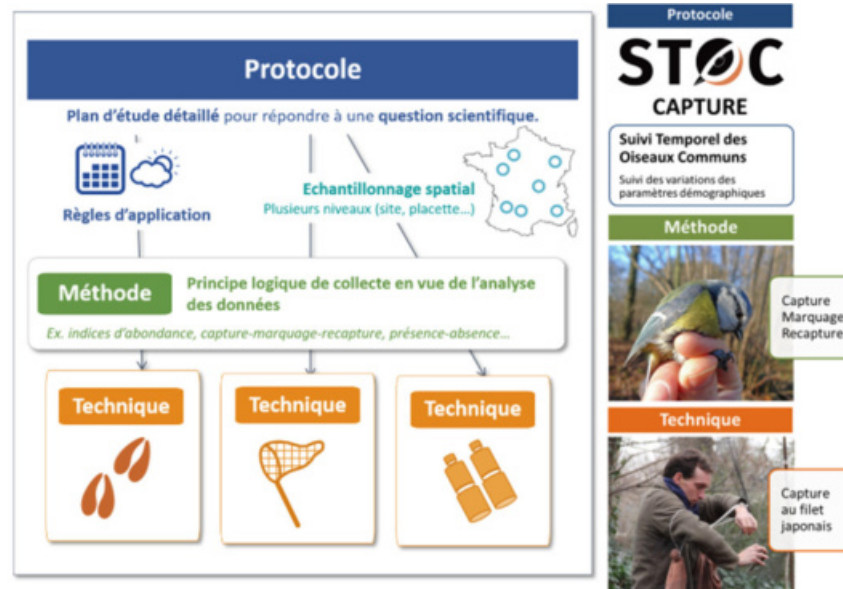 Protocole
Plan d'étude détaillé pour répondre à une question scientifique.
Règles d'application
Echantillonnage spatial
Plusieurs niveaux (site, placette...)
Méthode
Principe logique de collecte en vue de l'analyse
des données
Ex. indices d'abondance, capture-marquage-recapture, présence-absence...
Technique
Technique
Technique
Protocole
STOC
CAPTURE
Suivi Temporel des
Oiseaux Communs
Suivi des variations des
paramètres démographiques
Méthode
Capture
Marquage
Recapture
Technique
Capture
au filet
japonais